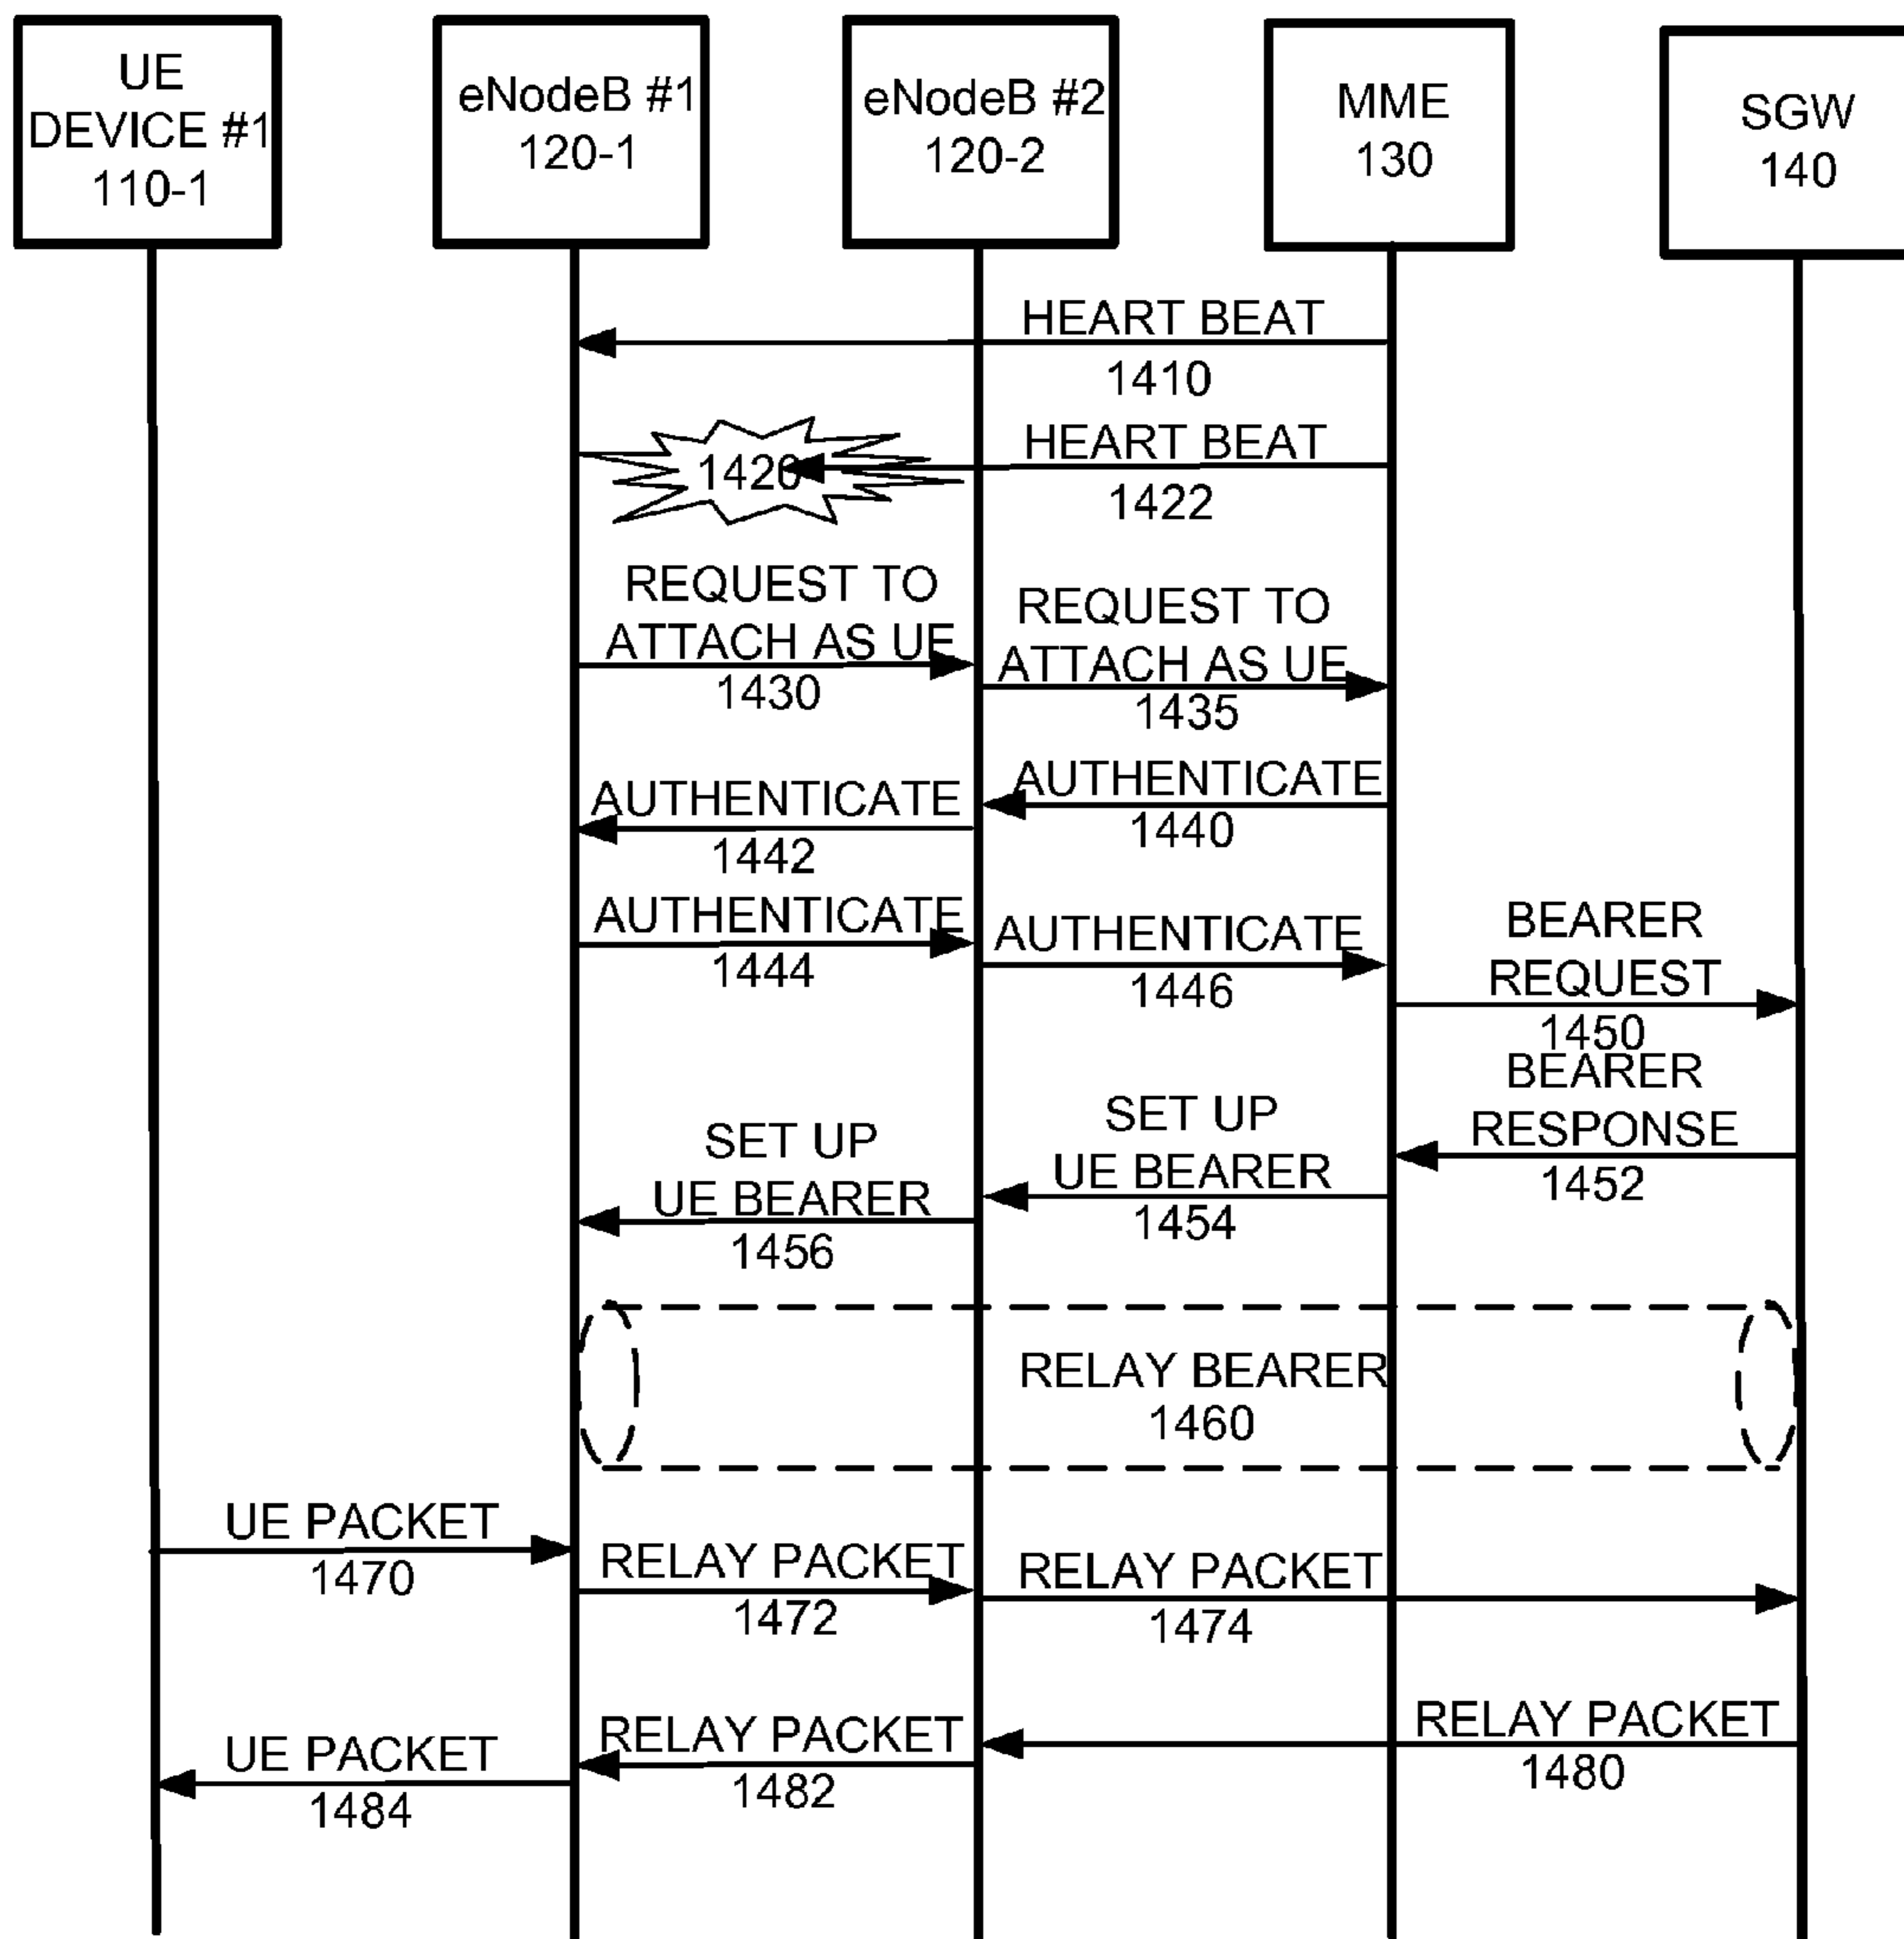 UE
DEVICE #1
110-1
eNodeB #1
120-1
eNodeB #2
120-2
MME
130
SGW
140
HEART BEAT
1410
1420
HEART BEAT
1422
REQUEST TO
ATTACH AS UE
1430
REQUEST TO
ATTACH AS UE
1435
AUTHENTICATE
1440
AUTHENTICATE
1442
AUTHENTICATE
1444
AUTHENTICATE
1446
BEARER
REQUEST
1450
BEARER
RESPONSE
1452
SET UP
UE BEARER
1454
SET UP
UE BEARER
1456
RELAY BEARER
1460
UE PACKET
1470
RELAY PACKET
1472
RELAY PACKET
1474
RELAY PACKET
1480
RELAY PACKET
1482
UE PACKET
1484